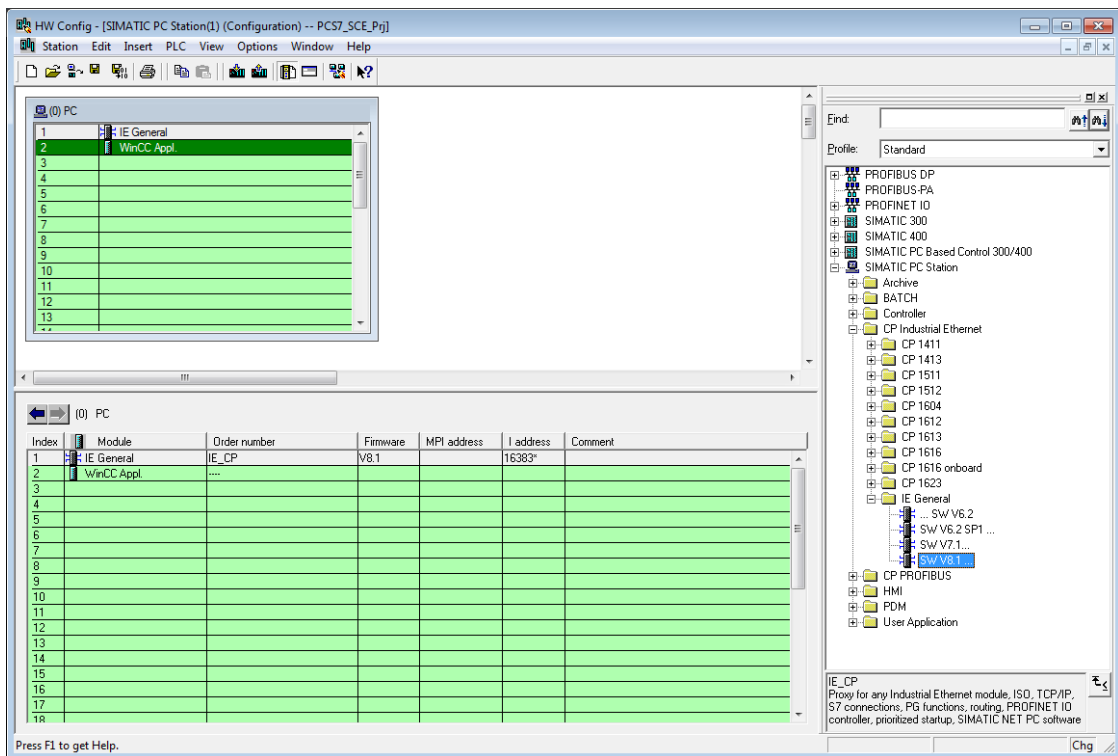 HW Config - [SIMATIC PC Station(1) (Configuration) -- PCS7_SCE_Prj]
Station Edit Insert PLC View Options Window Help
(0) PC
1 IE General
2 WinCC Appl.
3
4
5
6
7
8
9
10
11
12
13
(0) PC
Index Module Order number Firmware MPI address I address Comment
1 IE General IE_CP V8.1 16383*
2 WinCC Appl. ----
3
4
5
6
7
8
9
10
11
12
13
14
15
16
17
18
Find:
Profile: Standard
PROFIBUS DP
PROFIBUS-PA
PROFINET IO
SIMATIC 300
SIMATIC 400
SIMATIC PC Based Control 300/400
SIMATIC PC Station
Archive
BATCH
Controller
CP Industrial Ethernet
CP 1411
CP 1413
CP 1511
CP 1512
CP 1604
CP 1612
CP 1613
CP 1616
CP 1616 onboard
CP 1623
IE General
... SW V6.2
SW V6.2 SP1 ...
SW V7.1...
SW V8.1 ...
CP PROFIBUS
HMI
PDM
User Application
IE_CP
Proxy for any Industrial Ethernet module, ISO, TCP/IP,
S7 connections, PG functions, routing, PROFINET IO
controller, prioritized startup, SIMATIC NET PC software
Press F1 to get Help.
Chg